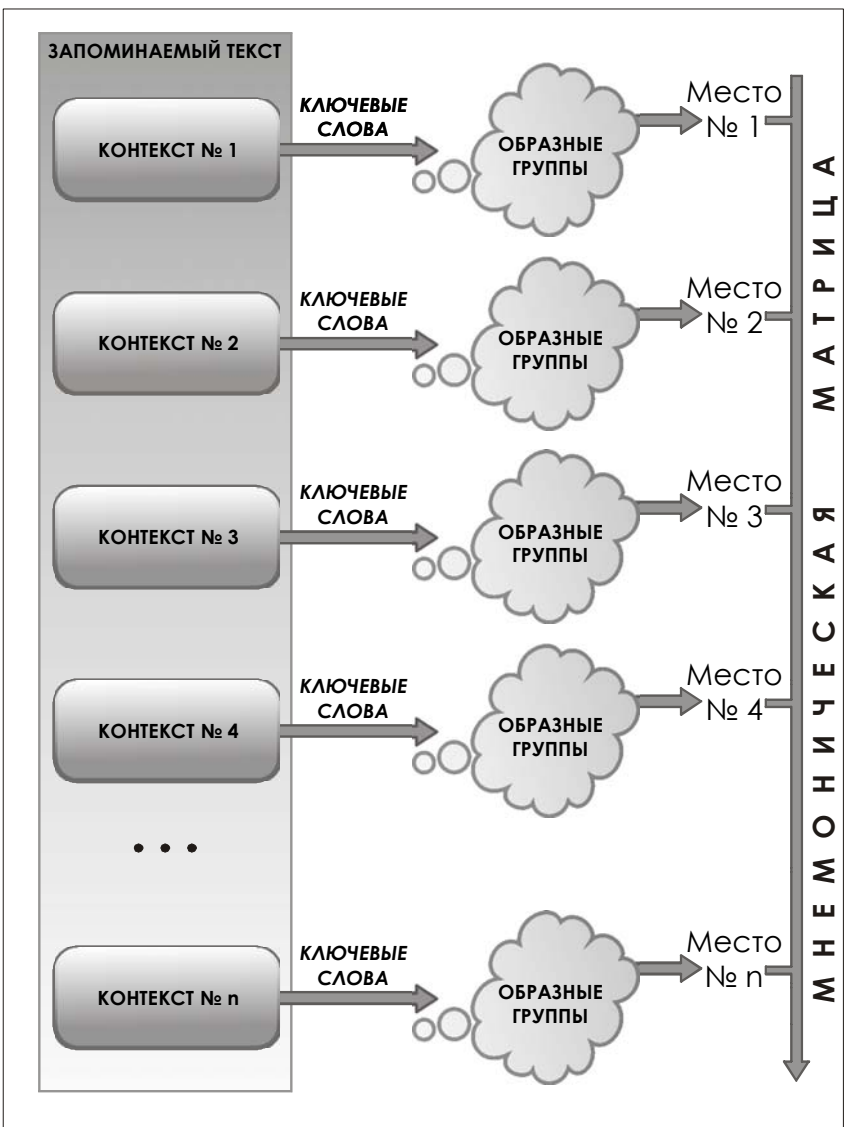 ЗАПОМИНАЕМЫЙ ТЕКСТ
КОНТЕКСТ № 1
КЛЮЧЕВЫЕ
СЛОВА
ОБРАЗНЫЕ
ГРУППЫ
Место
№ 1
КОНТЕКСТ № 2
КЛЮЧЕВЫЕ
СЛОВА
ОБРАЗНЫЕ
ГРУППЫ
Место
№ 2
КОНТЕКСТ № 3
КЛЮЧЕВЫЕ
СЛОВА
ОБРАЗНЫЕ
ГРУППЫ
Место
№ 3
КОНТЕКСТ № 4
КЛЮЧЕВЫЕ
СЛОВА
ОБРАЗНЫЕ
ГРУППЫ
Место
№ 4
• • •
КОНТЕКСТ № n
КЛЮЧЕВЫЕ
СЛОВА
ОБРАЗНЫЕ
ГРУППЫ
Место
№ n
МНЕМОНИЧЕСКАЯ МАТРИЦА